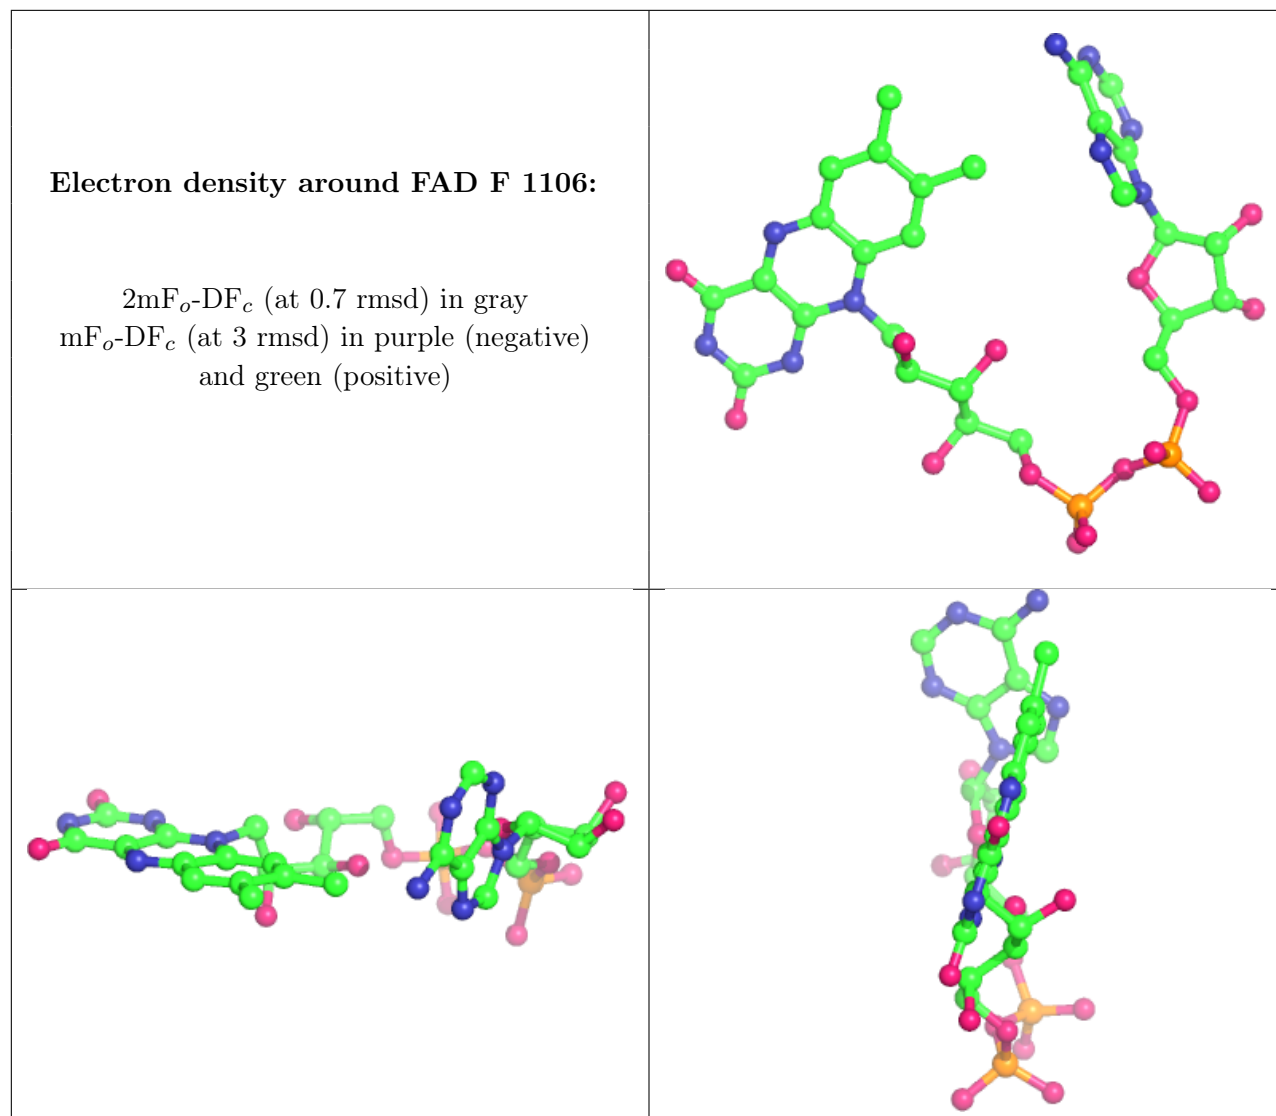 Electron density around FAD F 1106:
2mFo-DFc (at 0.7 rmsd) in gray
mFo-DFc (at 3 rmsd) in purple (negative)
and green (positive)